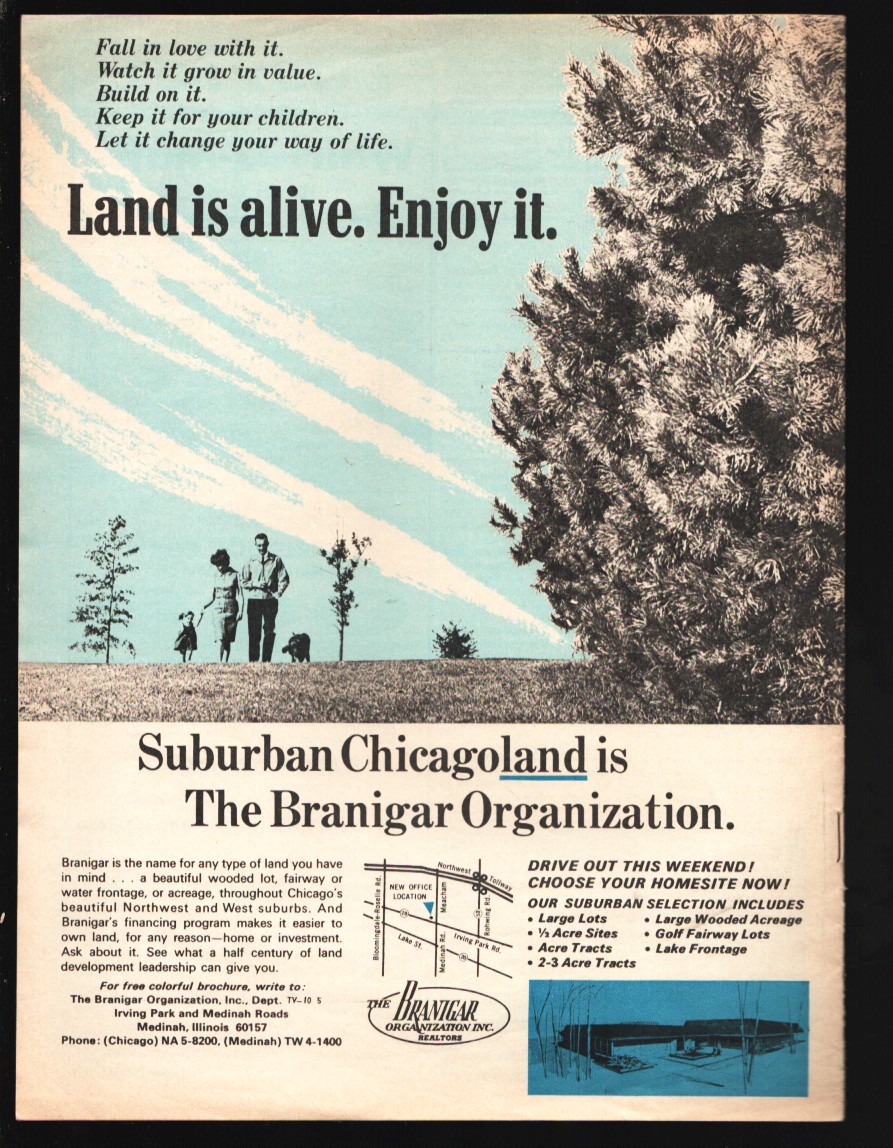 Fall in love with it.
Watch it grow in value.
Build on it.
Keep it for your children.
Let it change your way of life.
Land is alive. Enjoy it.
Suburban Chicagoland is
The Branigar Organization.
Branigar is the name for any type of land you have
in mind . . . a beautiful wooded lot, fairway or
water frontage, or acreage, throughout Chicago's
beautiful Northwest and West suburbs. And
Branigar's financing program makes it easier to
own land, for any reason—home or investment.
Ask about it. See what a half century of land
development leadership can give you.
For free colorful brochure, write to:
The Branigar Organization, Inc., Dept. TV-10 5
Irving Park and Medinah Roads
Medinah, Illinois 60157
Phone: (Chicago) NA 5-8200, (Medinah) TW 4-1400
Northwest Tollway
NEW OFFICE
LOCATION
Bloomingdale-Roselle Rd.
Meacham
Medinah Rd.
Rohwing Rd.
Irving Park Rd.
Lake St.
THE BRANIGAR
ORGANIZATION INC.
REALTORS
DRIVE OUT THIS WEEKEND!
CHOOSE YOUR HOMESITE NOW!
OUR SUBURBAN SELECTION INCLUDES
• Large Lots
• ½ Acre Sites
• Acre Tracts
• 2-3 Acre Tracts
• Large Wooded Acreage
• Golf Fairway Lots
• Lake Frontage